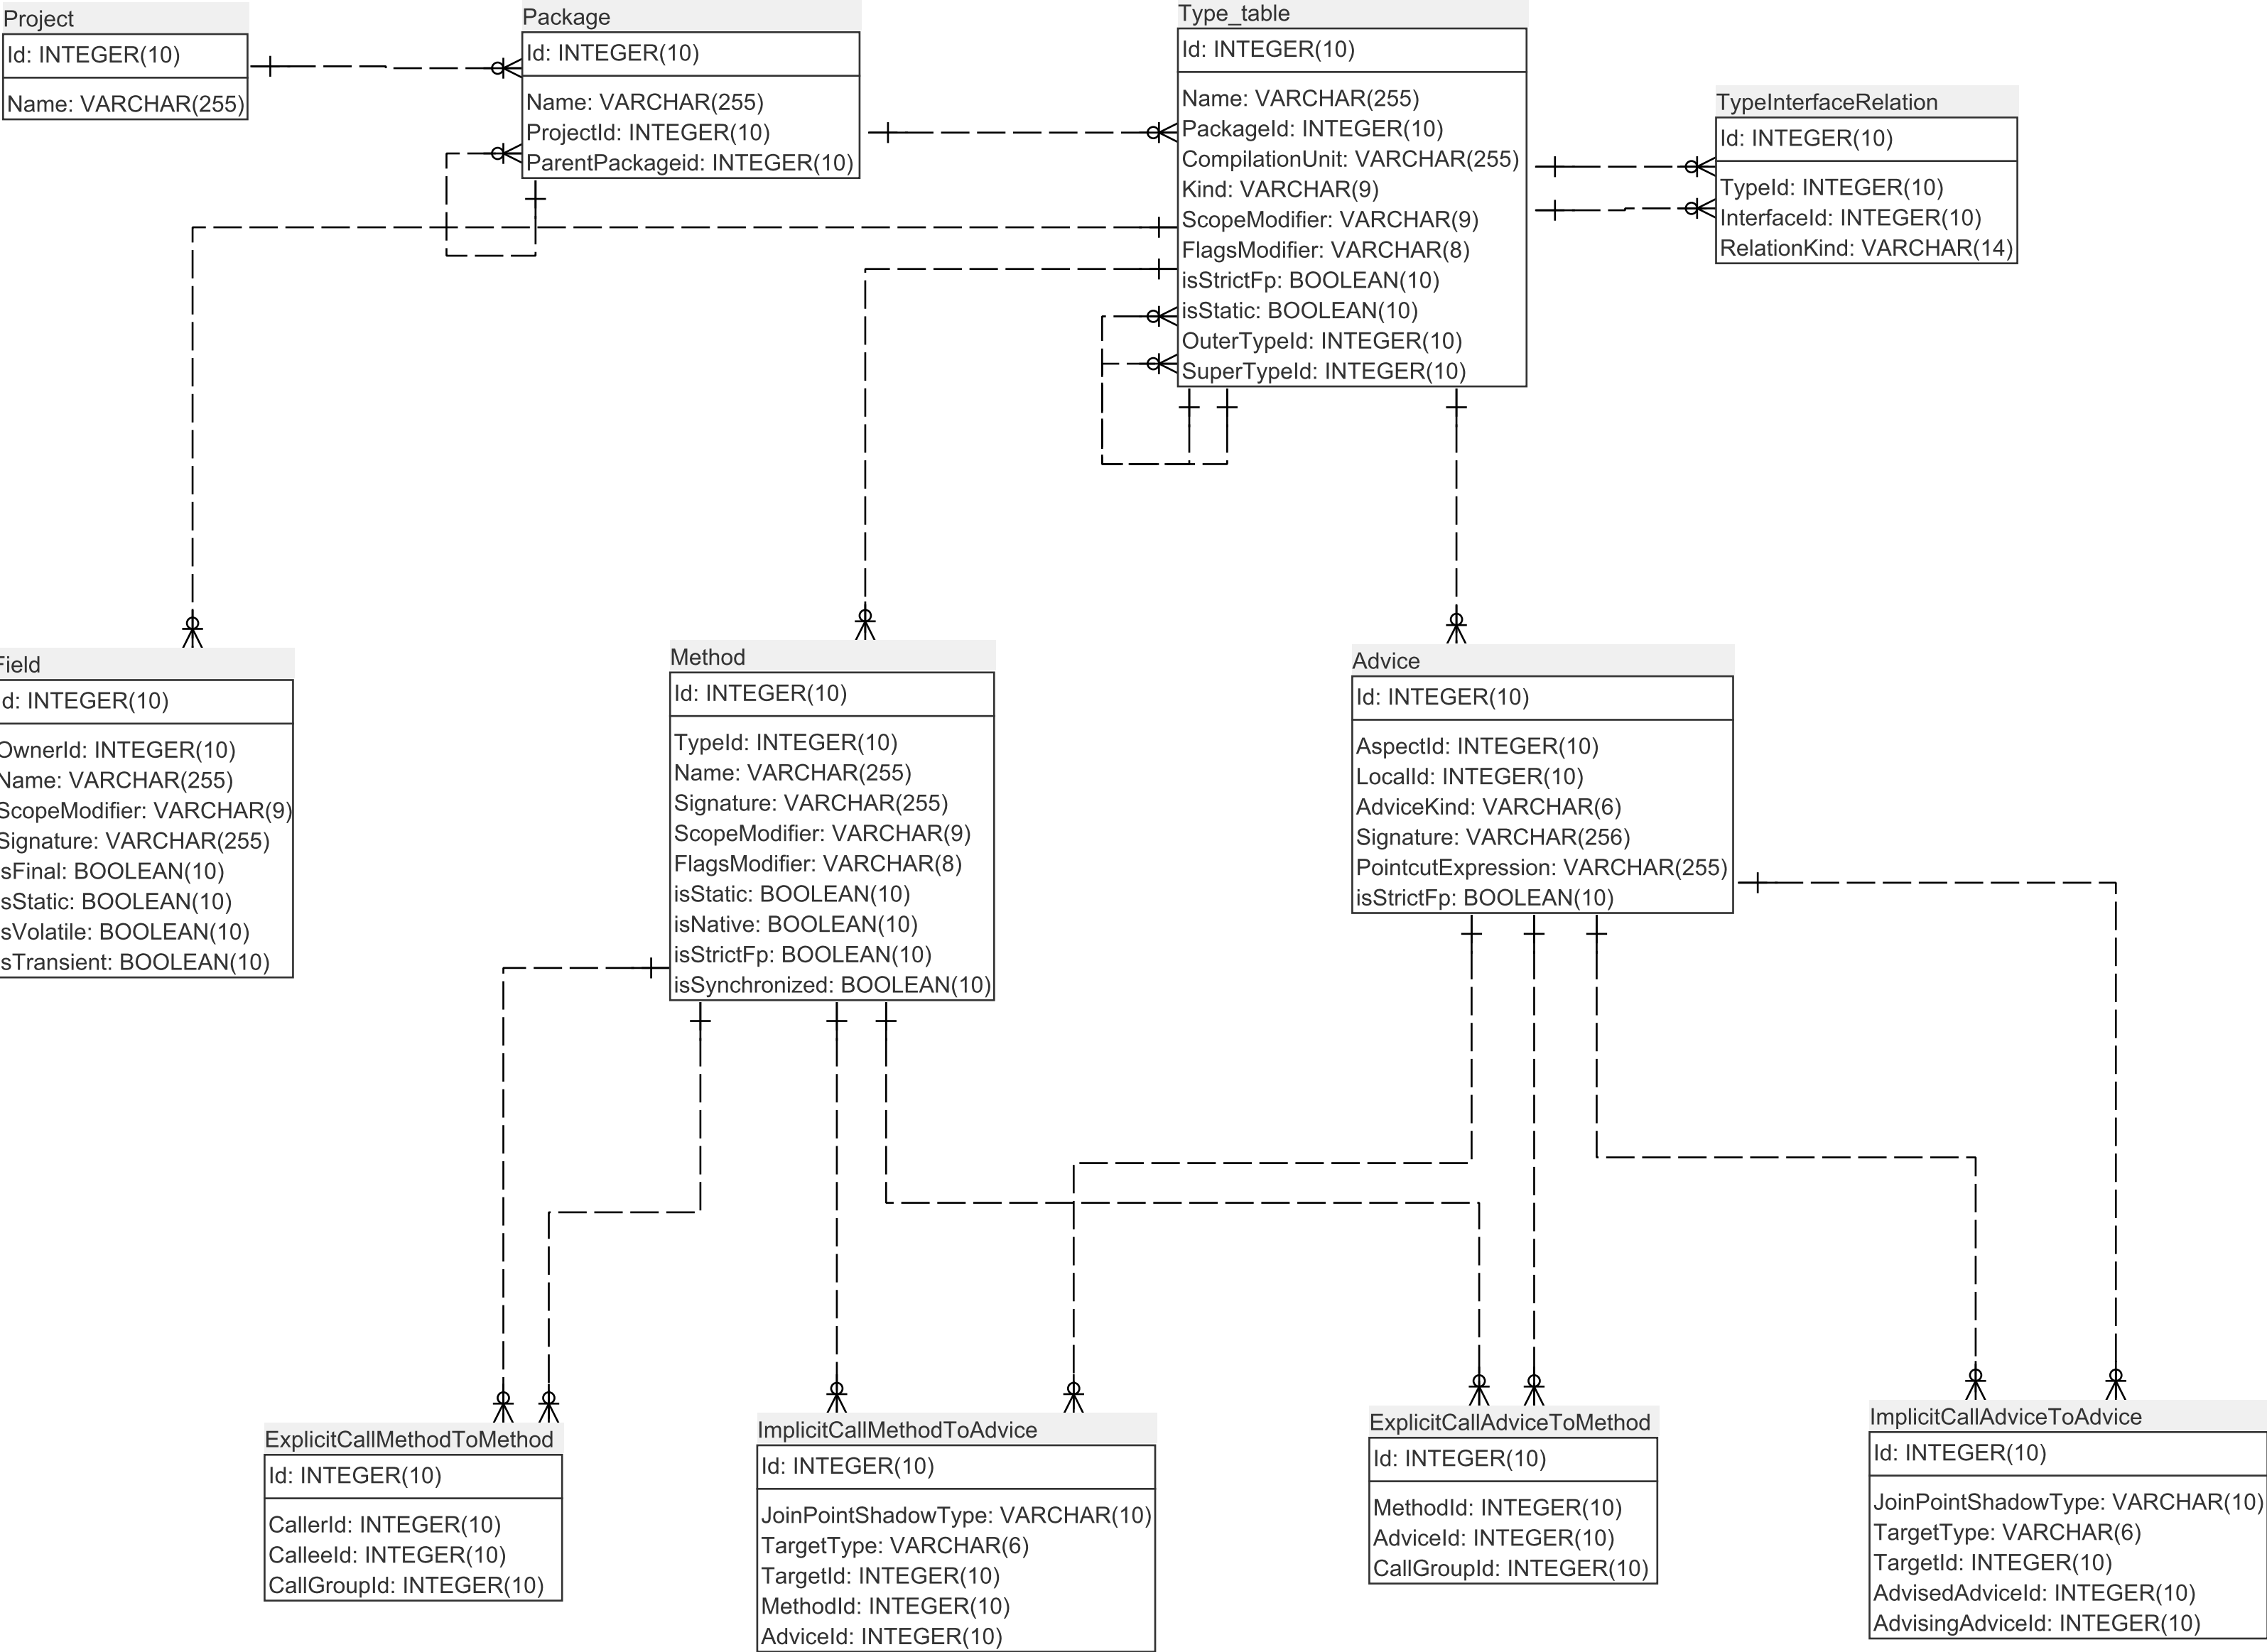 Project
Id: INTEGER(10)
Name: VARCHAR(255)
Package
Id: INTEGER(10)
Name: VARCHAR(255)
ProjectId: INTEGER(10)
ParentPackageid: INTEGER(10)
Type_table
Id: INTEGER(10)
Name: VARCHAR(255)
PackageId: INTEGER(10)
CompilationUnit: VARCHAR(255)
Kind: VARCHAR(9)
ScopeModifier: VARCHAR(9)
FlagsModifier: VARCHAR(8)
isStrictFp: BOOLEAN(10)
isStatic: BOOLEAN(10)
OuterTypeId: INTEGER(10)
SuperTypeId: INTEGER(10)
TypeInterfaceRelation
Id: INTEGER(10)
TypeId: INTEGER(10)
InterfaceId: INTEGER(10)
RelationKind: VARCHAR(14)
Field
d: INTEGER(10)
OwnerId: INTEGER(10)
Name: VARCHAR(255)
ScopeModifier: VARCHAR(9)
Signature: VARCHAR(255)
sFinal: BOOLEAN(10)
sStatic: BOOLEAN(10)
sVolatile: BOOLEAN(10)
sTransient: BOOLEAN(10)
Method
Id: INTEGER(10)
TypeId: INTEGER(10)
Name: VARCHAR(255)
Signature: VARCHAR(255)
ScopeModifier: VARCHAR(9)
FlagsModifier: VARCHAR(8)
isStatic: BOOLEAN(10)
isNative: BOOLEAN(10)
isStrictFp: BOOLEAN(10)
isSynchronized: BOOLEAN(10)
Advice
Id: INTEGER(10)
AspectId: INTEGER(10)
LocalId: INTEGER(10)
AdviceKind: VARCHAR(6)
Signature: VARCHAR(256)
PointcutExpression: VARCHAR(255)
isStrictFp: BOOLEAN(10)
ExplicitCallMethodToMethod
Id: INTEGER(10)
CallerId: INTEGER(10)
CalleeId: INTEGER(10)
CallGroupId: INTEGER(10)
ImplicitCallMethodToAdvice
Id: INTEGER(10)
JoinPointShadowType: VARCHAR(10)
TargetType: VARCHAR(6)
TargetId: INTEGER(10)
MethodId: INTEGER(10)
AdviceId: INTEGER(10)
ExplicitCallAdviceToMethod
Id: INTEGER(10)
MethodId: INTEGER(10)
AdviceId: INTEGER(10)
CallGroupId: INTEGER(10)
ImplicitCallAdviceToAdvice
Id: INTEGER(10)
JoinPointShadowType: VARCHAR(10)
TargetType: VARCHAR(6)
TargetId: INTEGER(10)
AdvisedAdviceId: INTEGER(10)
AdvisingAdviceId: INTEGER(10)